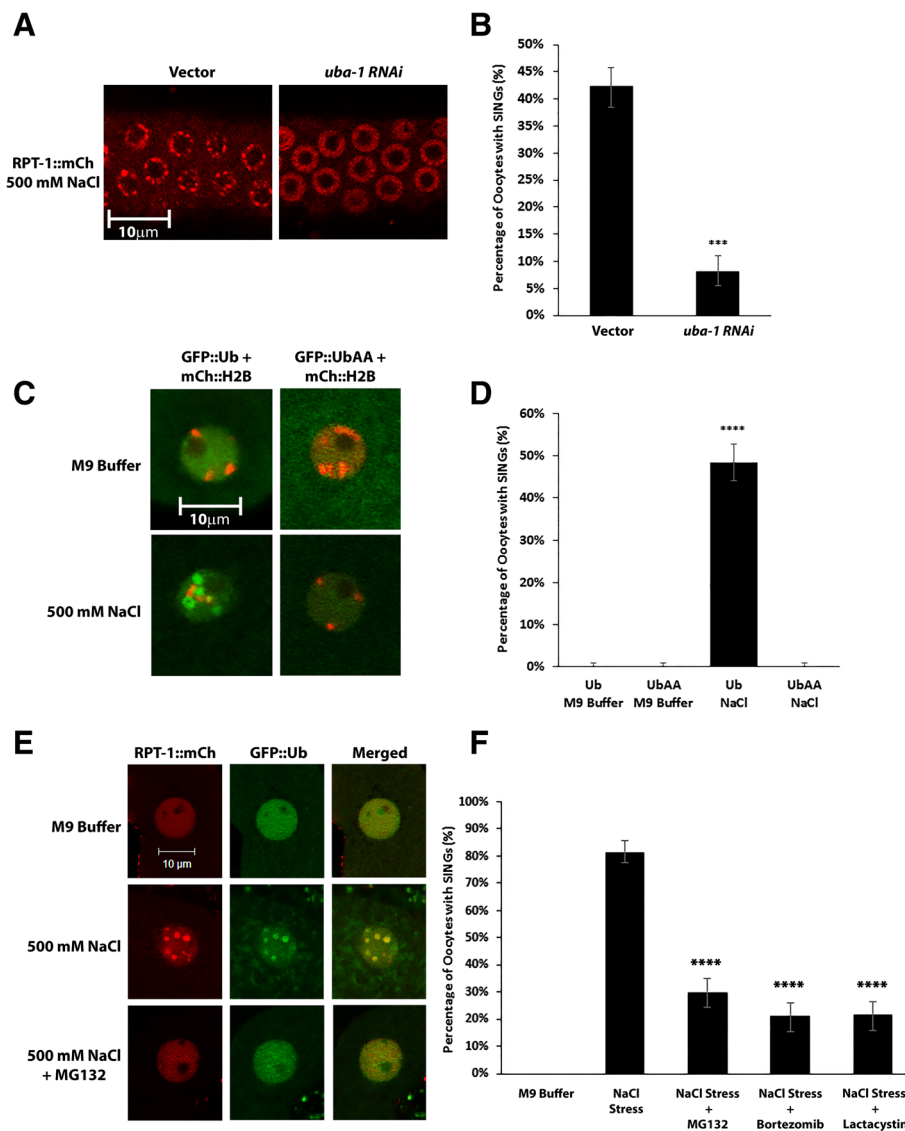 A
Vector
uba-1 RNAi
RPT-1::mCh
500 mM NaCl
10μm
B
Percentage of Oocytes with SINGs (%)
50%
45%
40%
35%
30%
25%
20%
15%
10%
5%
0%
***
Vector
uba-1 RNAi
C
GFP::Ub +
mCh::H2B
GFP::UbAA +
mCh::H2B
M9 Buffer
10μm
500 mM NaCl
D
Percentage of Oocytes with SINGs (%)
60%
50%
40%
30%
20%
10%
0%
****
Ub
M9 Buffer
UbAA
M9 Buffer
Ub
NaCl
UbAA
NaCl
E
RPT-1::mCh
GFP::Ub
Merged
M9 Buffer
10 μm
500 mM NaCl
500 mM NaCl
+ MG132
F
Percentage of Oocytes with SINGs (%)
100%
90%
80%
70%
60%
50%
40%
30%
20%
10%
0%
****
****
****
M9 Buffer
NaCl
Stress
NaCl Stress
+
MG132
NaCl Stress
+
Bortezomib
NaCl Stress
+
Lactacystin